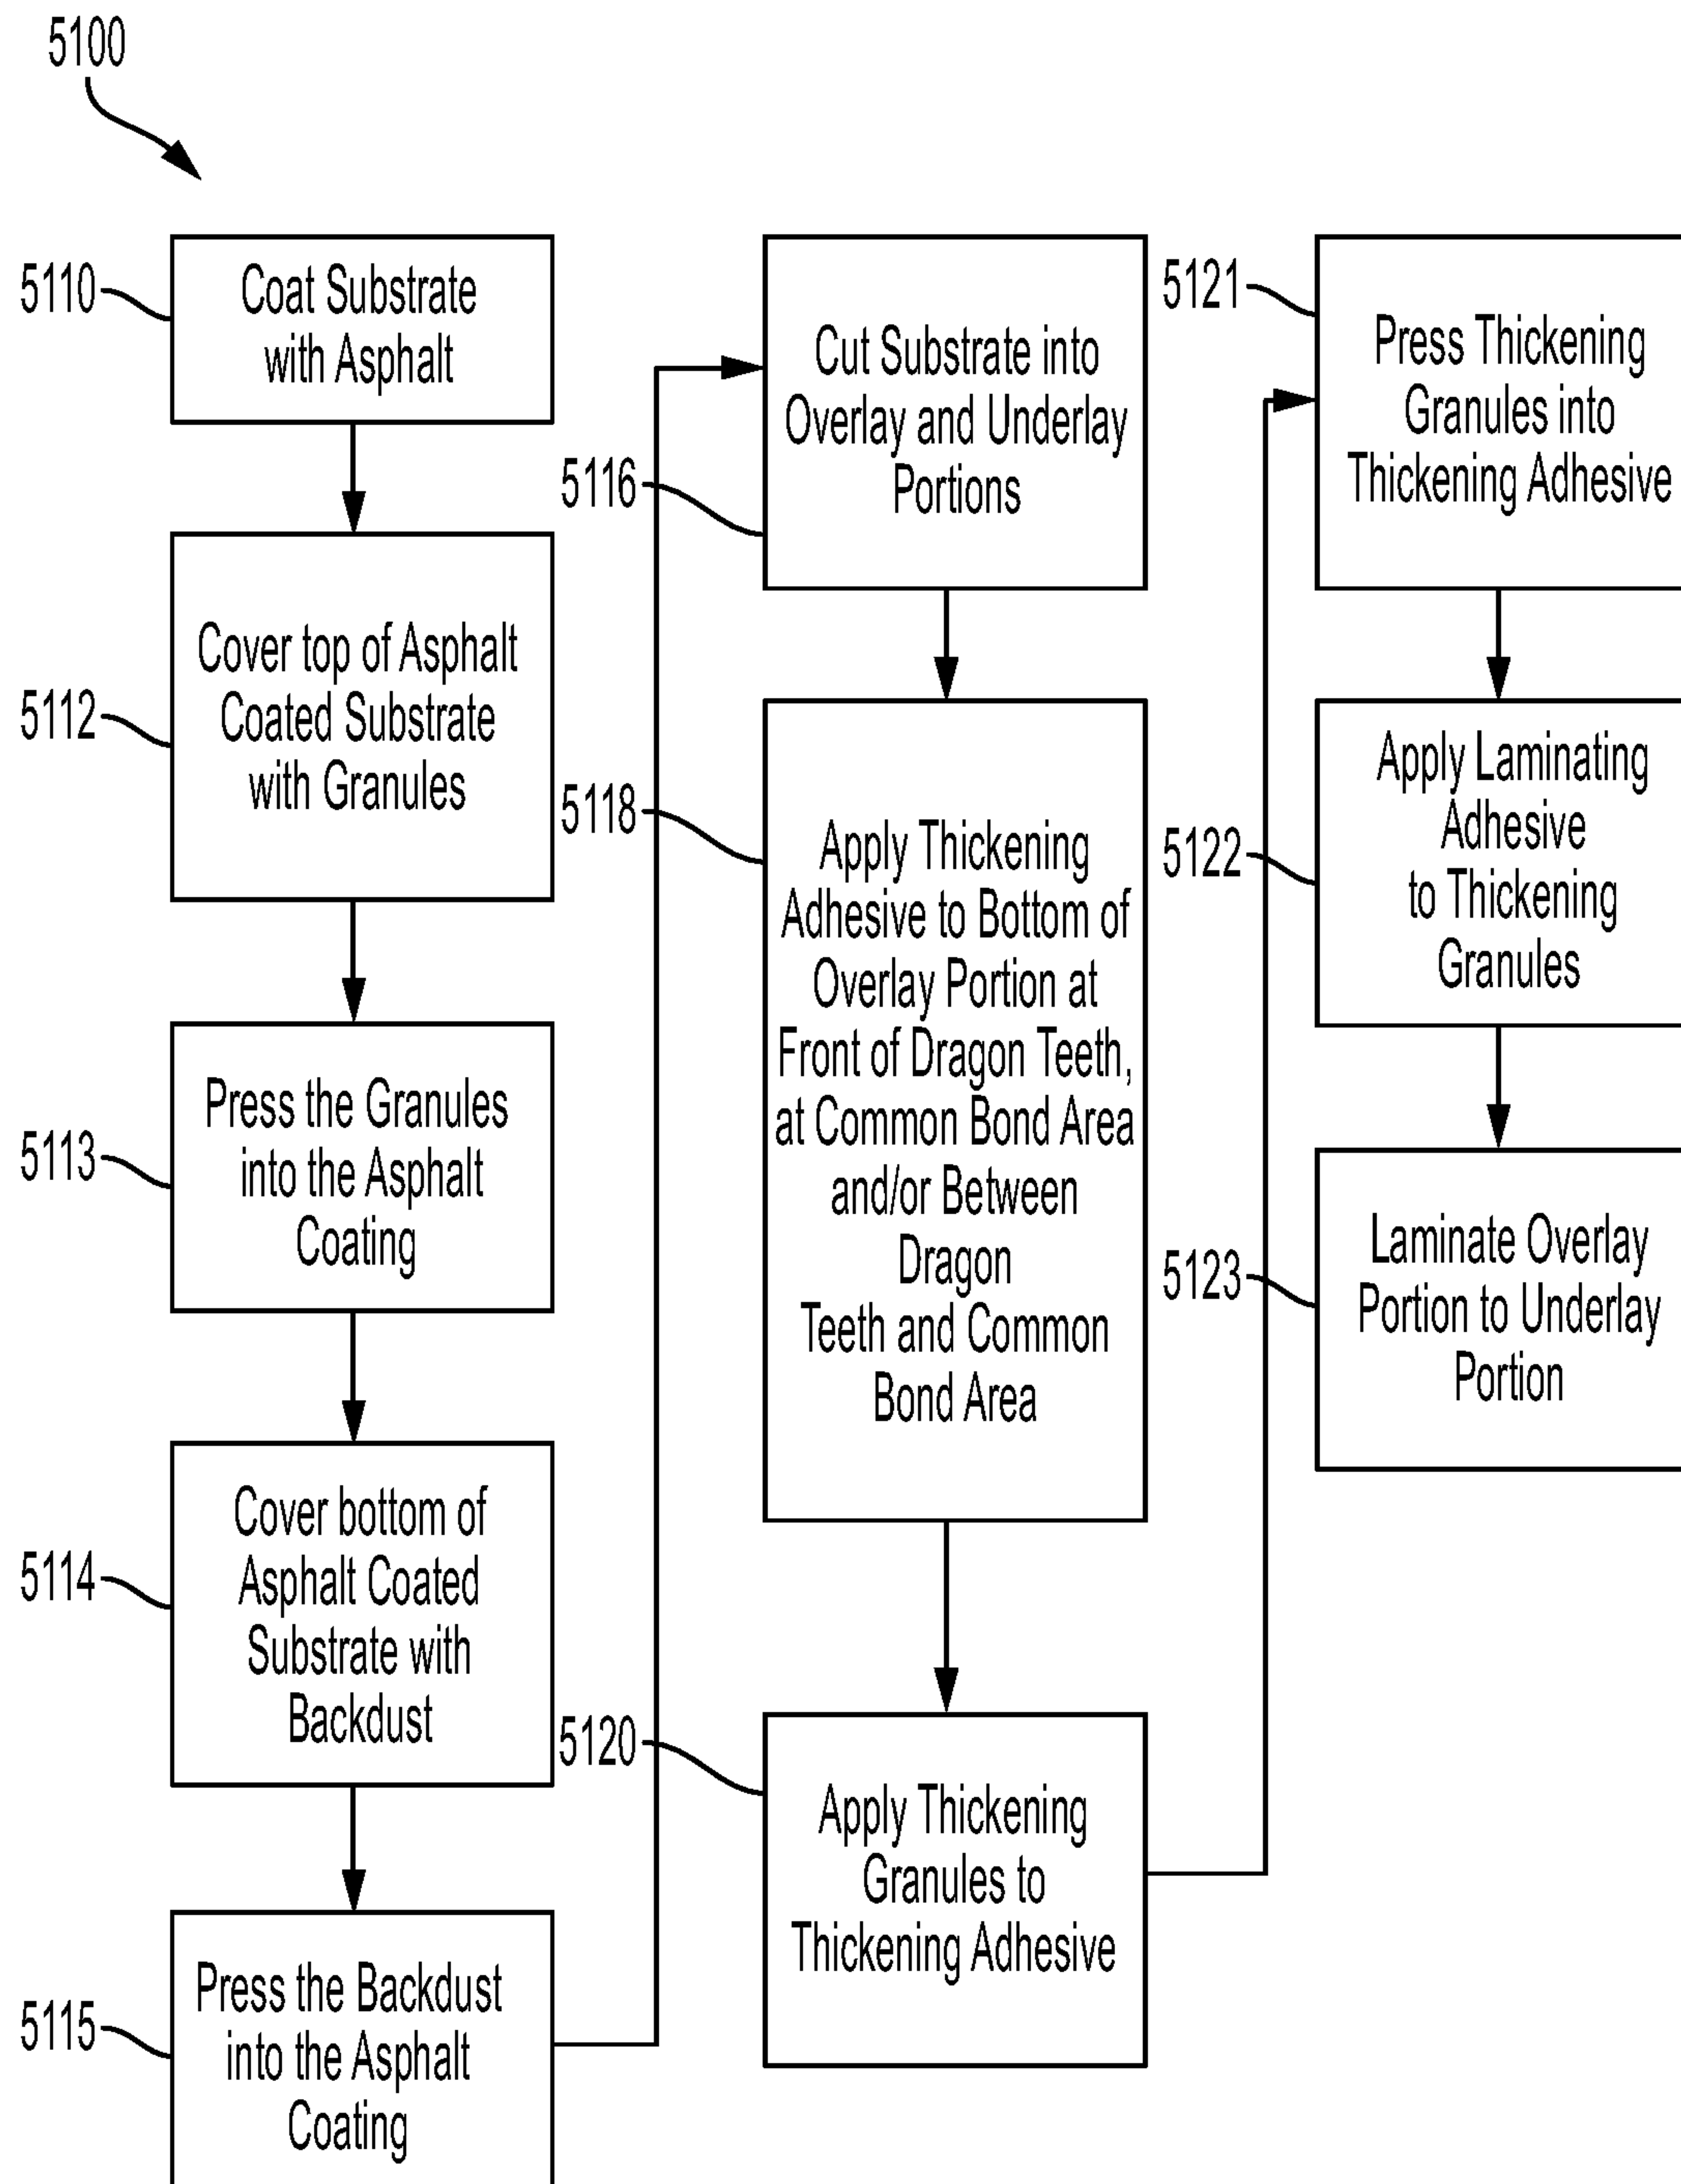 5100
5110
Coat Substrate
with Asphalt
5112
Cover top of Asphalt
Coated Substrate
with Granules
5113
Press the Granules
into the Asphalt
Coating
5114
Cover bottom of
Asphalt Coated
Substrate with
Backdust
5115
Press the Backdust
into the Asphalt
Coating
5116
Cut Substrate into
Overlay and Underlay
Portions
5118
Apply Thickening
Adhesive to Bottom of
Overlay Portion at
Front of Dragon Teeth,
at Common Bond Area
and/or Between
Dragon
Teeth and Common
Bond Area
5120
Apply Thickening
Granules to
Thickening Adhesive
5121
Press Thickening
Granules into
Thickening Adhesive
5122
Apply Laminating
Adhesive
to Thickening
Granules
5123
Laminate Overlay
Portion to Underlay
Portion